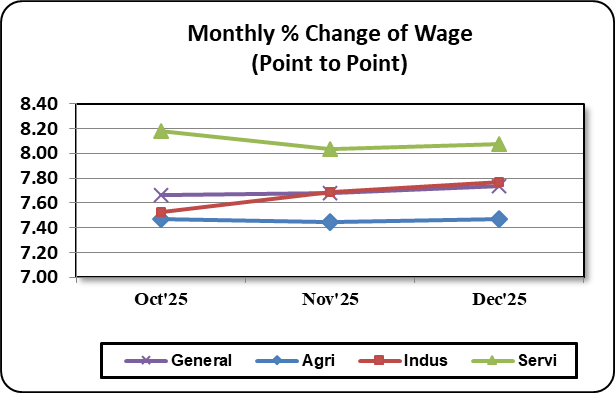 Monthly % Change of Wage
(Point to Point)
8.40
8.20
8.00
7.80
7.60
7.40
7.20
7.00
Oct'25 Nov'25 Dec'25
General Agri Indus Servi